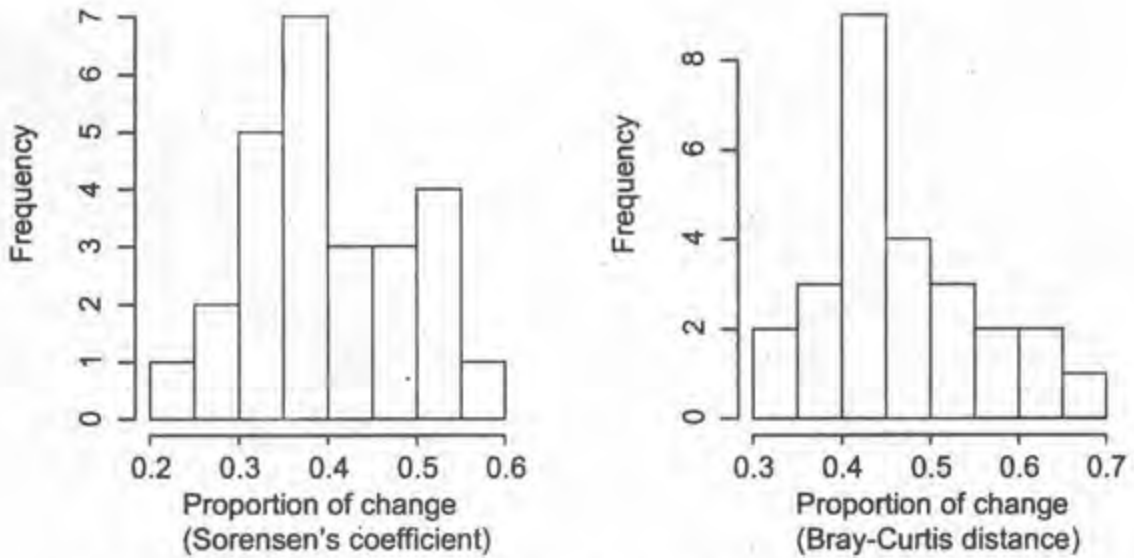 Frequency
7
6
5
4
3
2
1
0
0.2 0.3 0.4 0.5 0.6
Proportion of change
(Sorensen's coefficient)
Frequency
8
6
4
2
0
0.3 0.4 0.5 0.6 0.7
Proportion of change
(Bray-Curtis distance)